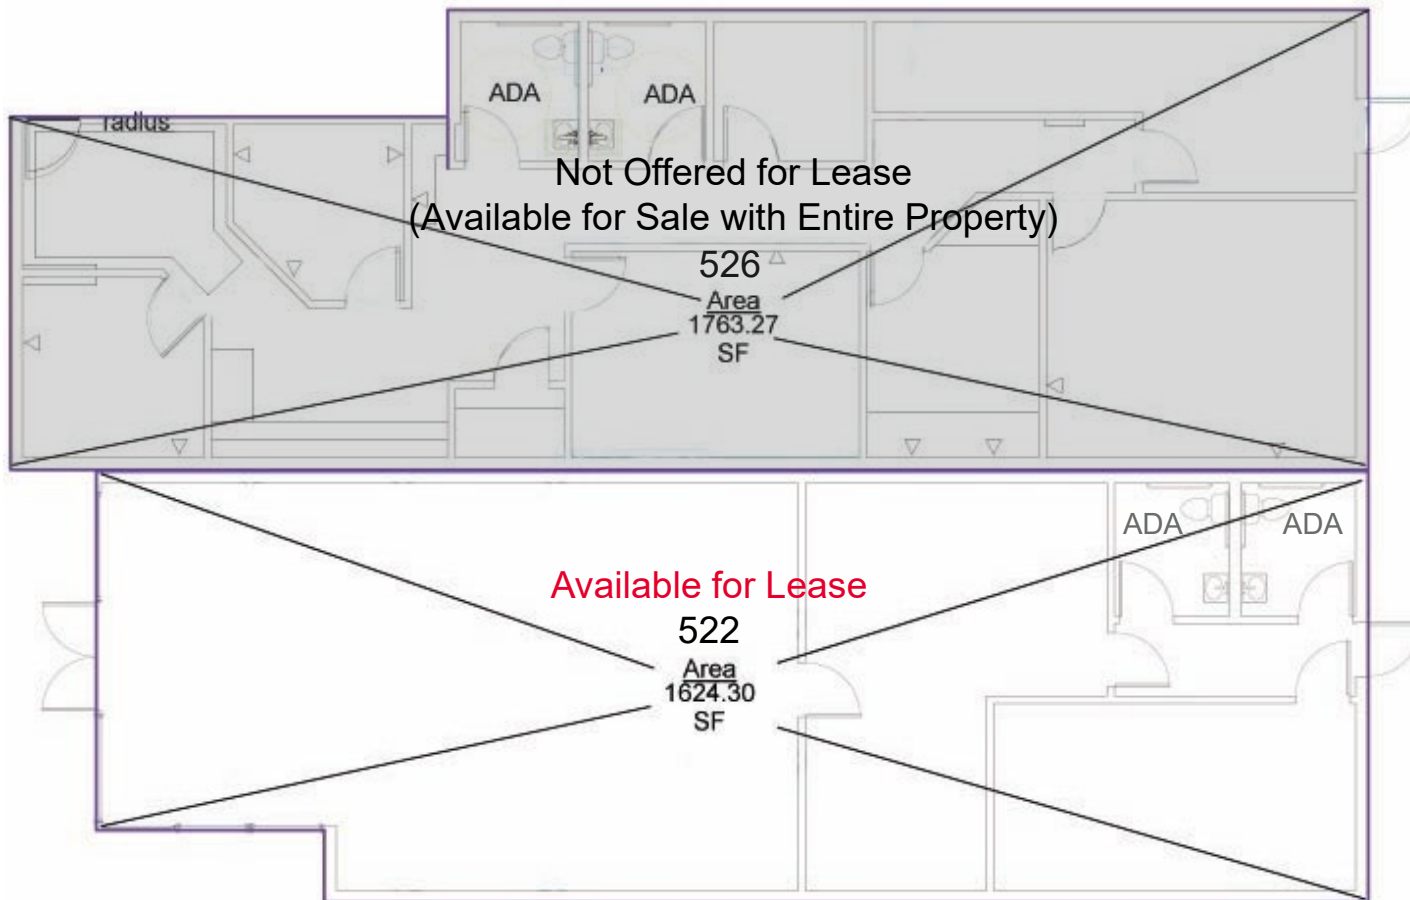 ADA
ADA
radius
Not Offered for Lease
(Available for Sale with Entire Property)
526
Area
1763.27
SF
ADA
ADA
Available for Lease
522
Area
1624.30
SF